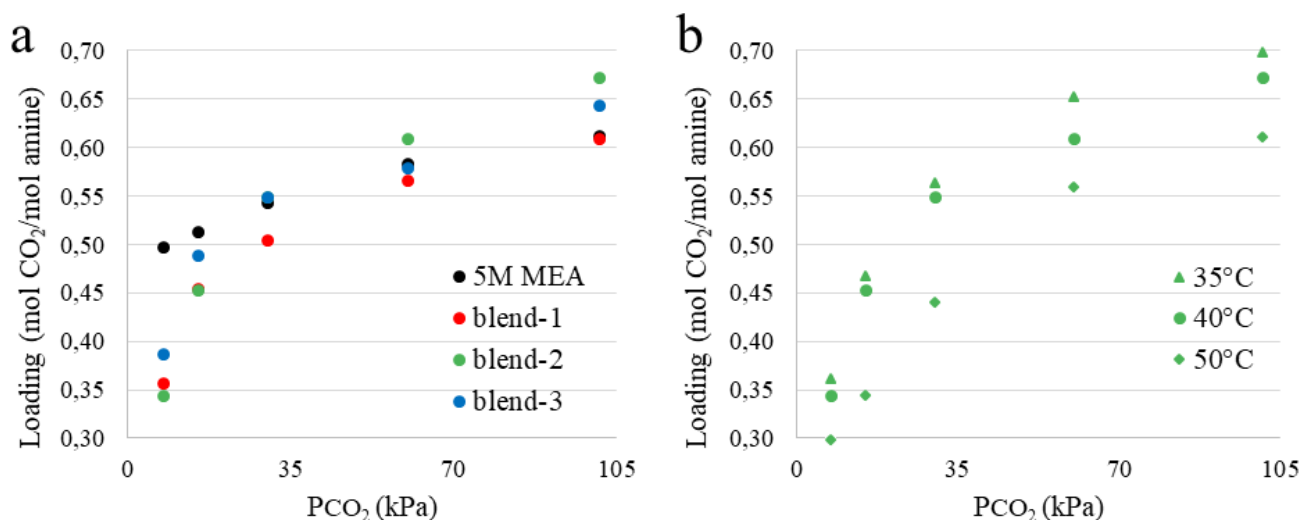 a
Loading (mol CO₂/mol amine)
0,70
0,65
0,60
0,55
0,50
0,45
0,40
0,35
0,30
0
35
70
105
PCO₂ (kPa)
5M MEA
blend-1
blend-2
blend-3
b
Loading (mol CO₂/mol amine)
0,70
0,65
0,60
0,55
0,50
0,45
0,40
0,35
0,30
0
35
70
105
PCO₂ (kPa)
35°C
40°C
50°C